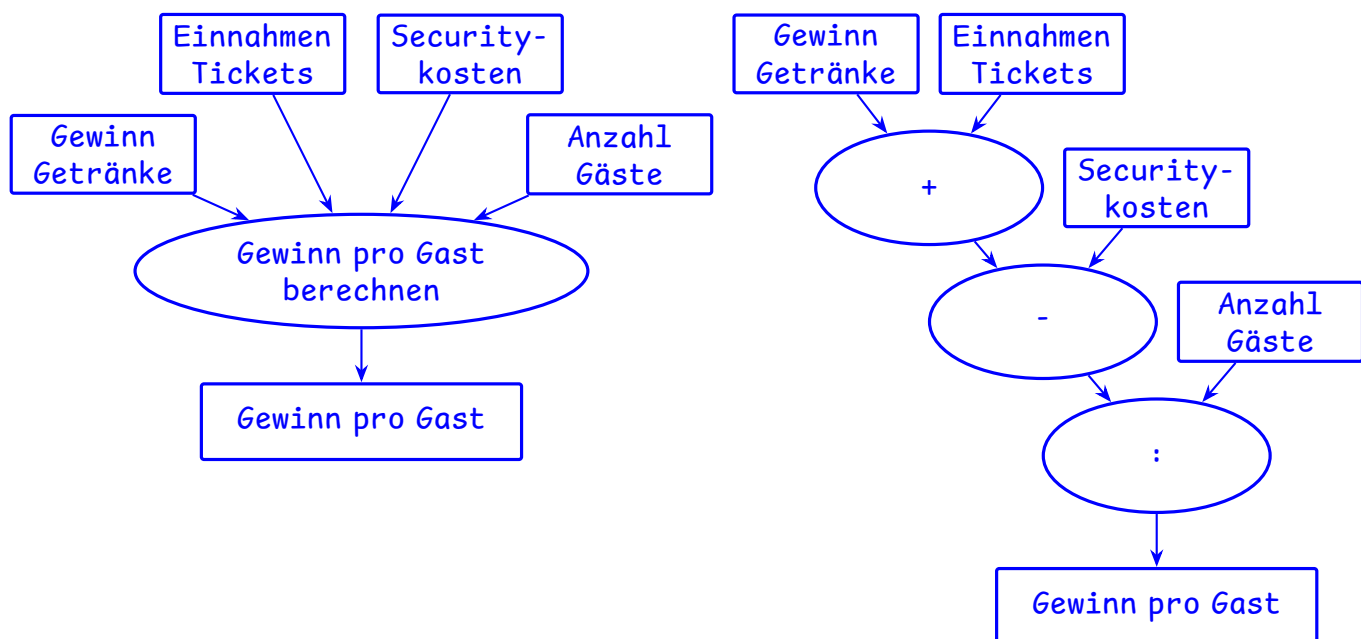 Einnahmen
Tickets
Security-
kosten
Gewinn
Getränke
Anzahl
Gäste
Gewinn pro Gast
berechnen
Gewinn pro Gast
Gewinn
Getränke
Einnahmen
Tickets
+
Security-
kosten
-
Anzahl
Gäste
:
Gewinn pro Gast